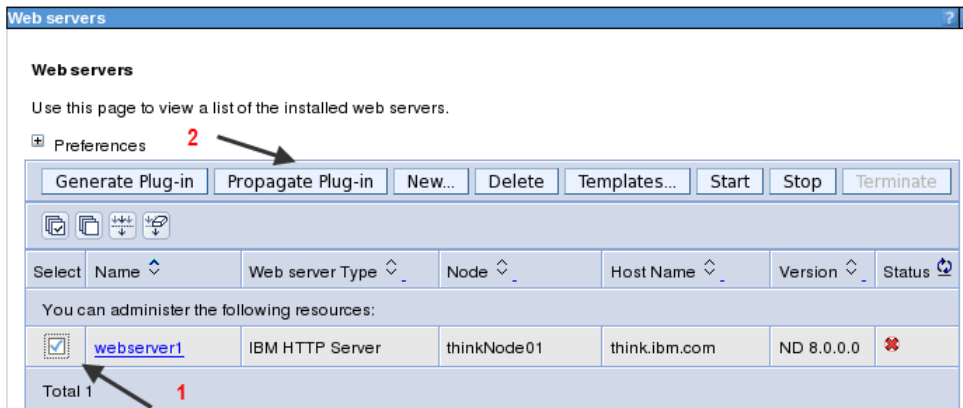 Web servers ?
Web servers
Use this page to view a list of the installed web servers.
Preferences 2
Generate Plug-in Propagate Plug-in New... Delete Templates... Start Stop Terminate
Select Name Web server Type Node Host Name Version Status
You can administer the following resources:
webserver1 IBM HTTP Server thinkNode01 think.ibm.com ND 8.0.0.0
Total 1 1